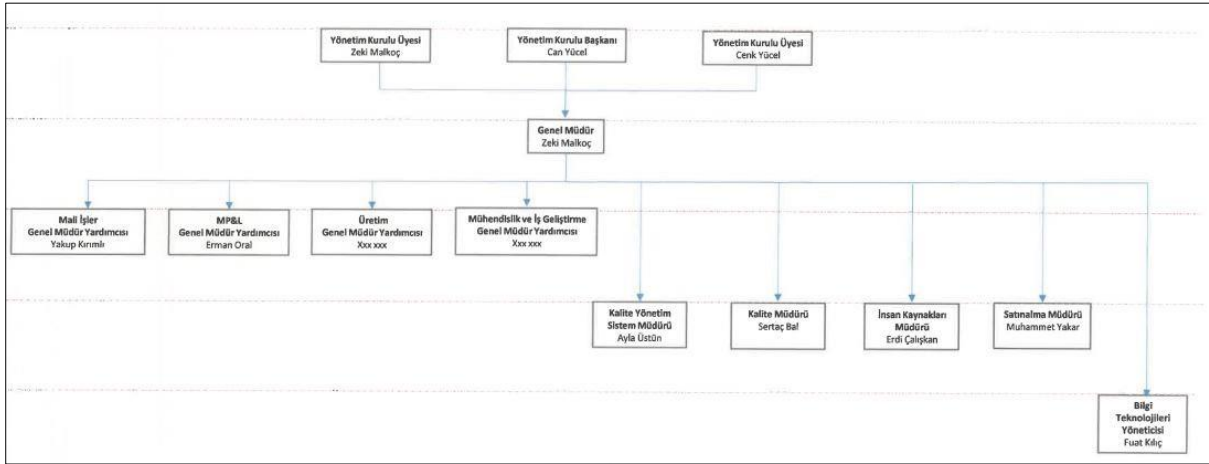 Yönetim Kurulu Üyesi
Zeki Malkoç
Yönetim Kurulu Başkanı
Can Yücel
Yönetim Kurulu Üyesi
Cenk Yücel
Genel Müdür
Zeki Malkoç
Mali İşler
Genel Müdür Yardımcısı
Yakup Kırımlı
MP&L
Genel Müdür Yardımcısı
Erman Oral
Üretim
Genel Müdür Yardımcısı
Xxx xxx
Mühendislik ve İş Geliştirme
Genel Müdür Yardımcısı
Xxx xxx
Kalite Yönetim
Sistem Müdürü
Ayla Üstün
Kalite Müdürü
Sertaç Bal
İnsan Kaynakları
Müdürü
Erdi Çalışkan
Satınalma Müdürü
Muhammet Yakar
Bilgi
Teknolojileri
Yöneticisi
Fuat Kılıç